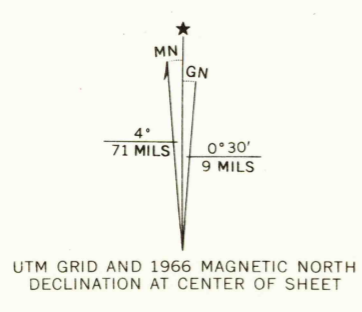 MN
GN
4°
71 MILS
0°30′
9 MILS
UTM GRID AND 1966 MAGNETIC NORTH
DECLINATION AT CENTER OF SHEET